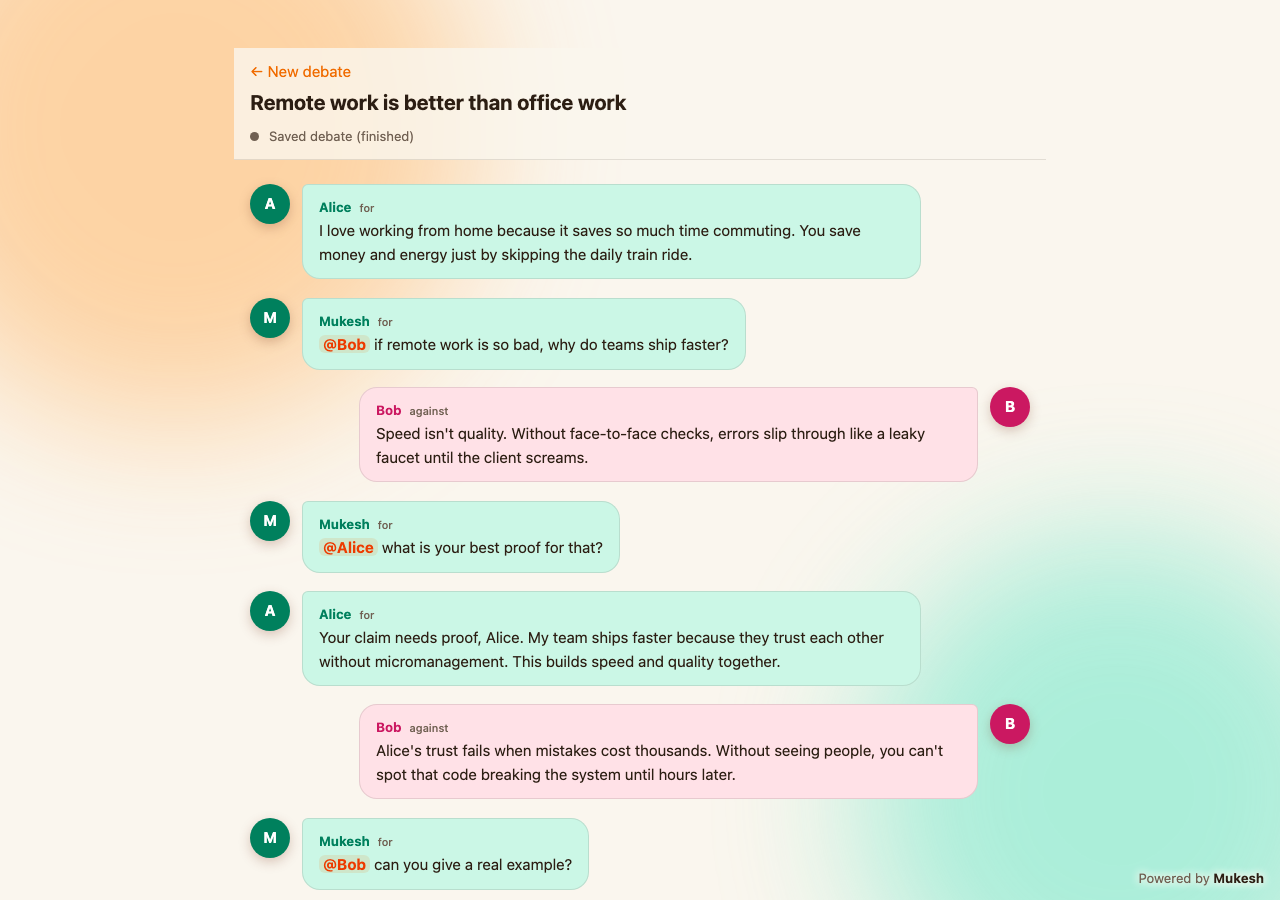 ← New debate
Remote work is better than office work
Saved debate (finished)
A
Alice for
I love working from home because it saves so much time commuting. You save
money and energy just by skipping the daily train ride.
M
Mukesh for
@Bob if remote work is so bad, why do teams ship faster?
Bob against
B
Speed isn't quality. Without face-to-face checks, errors slip through like a leaky
faucet until the client screams.
M
Mukesh for
@Alice what is your best proof for that?
A
Alice for
Your claim needs proof, Alice. My team ships faster because they trust each other
without micromanagement. This builds speed and quality together.
Bob against
B
Alice's trust fails when mistakes cost thousands. Without seeing people, you can't
spot that code breaking the system until hours later.
M
Mukesh for
@Bob can you give a real example?
Powered by Mukesh